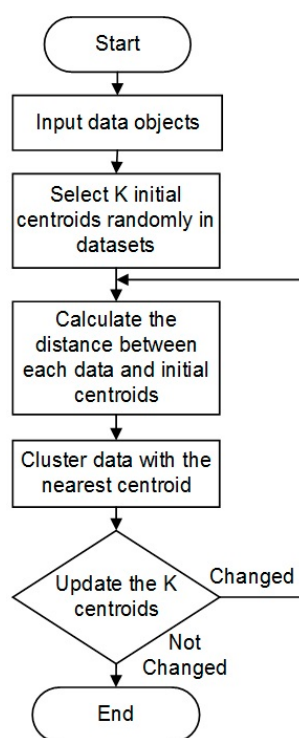 Start
Input data objects
Select K initial
centroids randomly in
datasets
Calculate the
distance between
each data and initial
centroids
Cluster data with the
nearest centroid
Update the K
centroids
Changed
Not
Changed
End